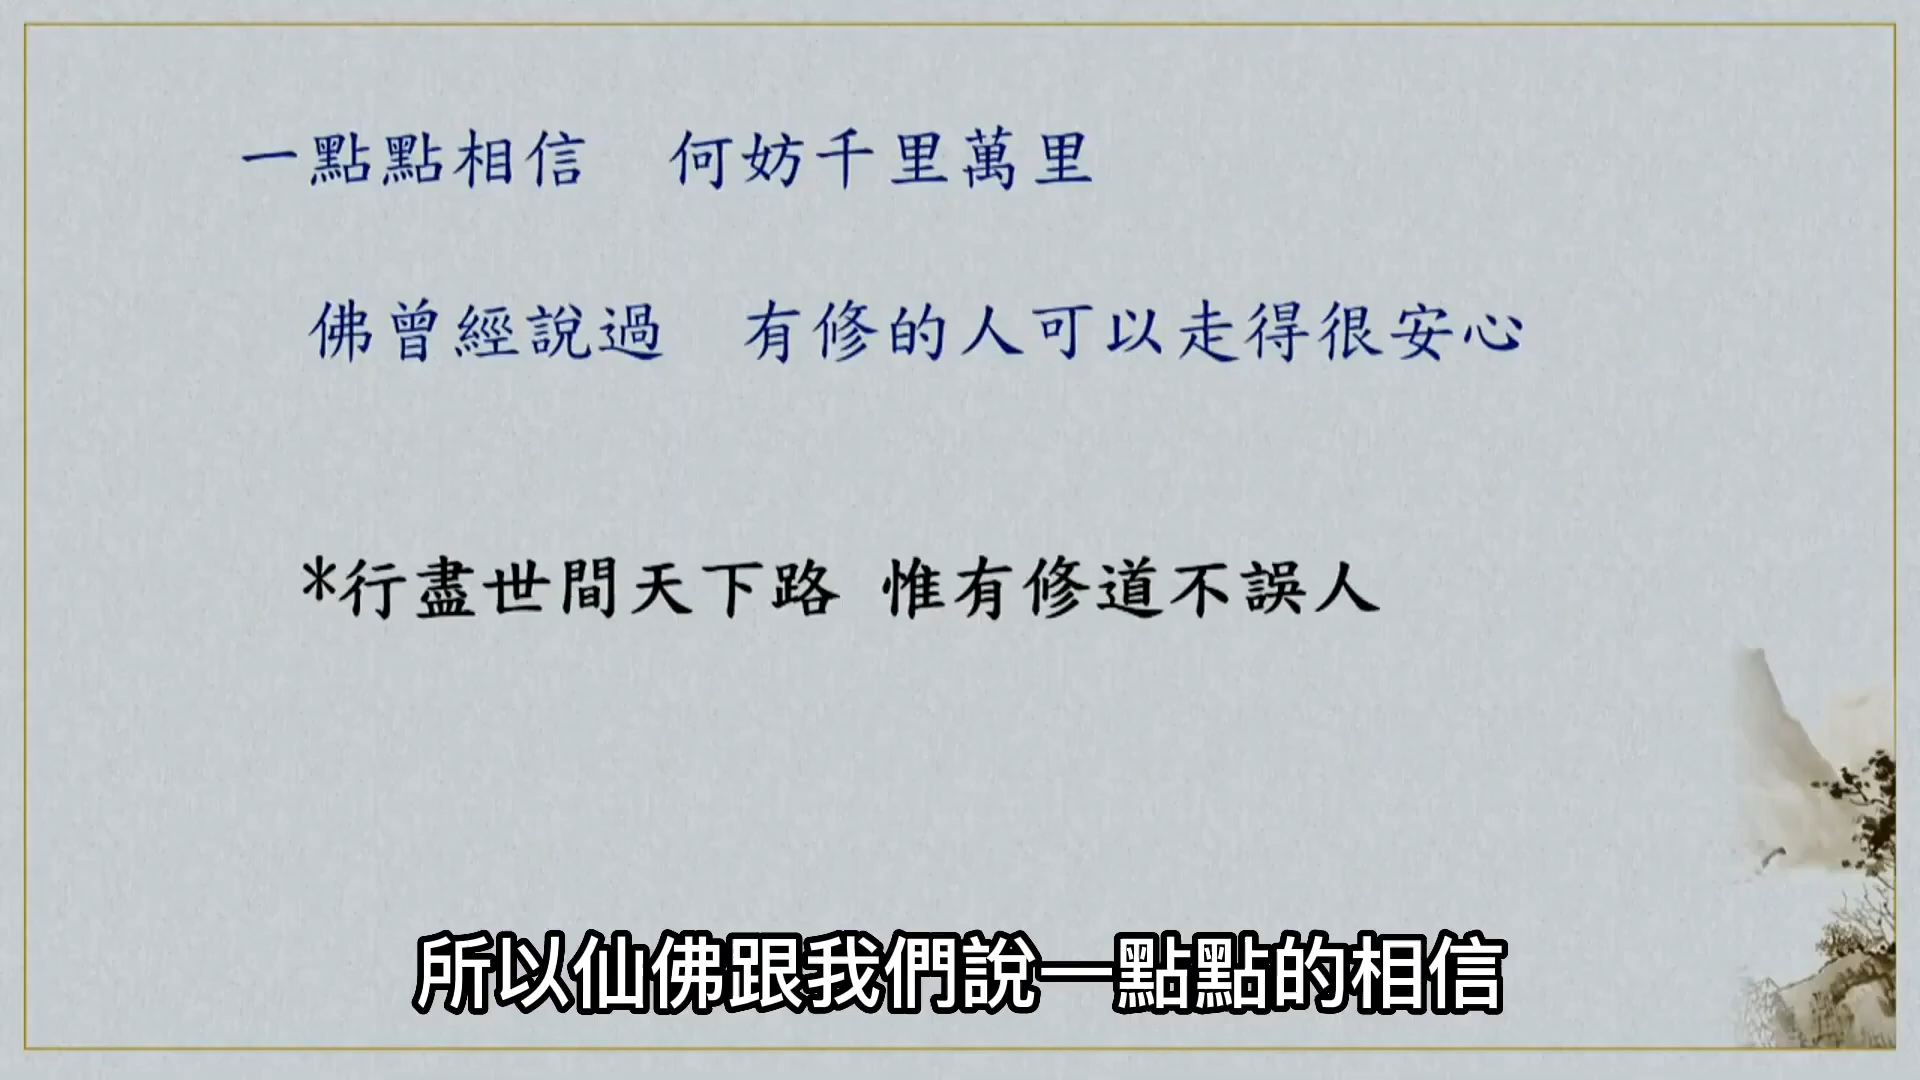 一點點相信　何妨千里萬里
佛曾經說過　有修的人可以走得很安心
*行盡世間天下路 惟有修道不誤人
所以仙佛跟我們說一點點的相信